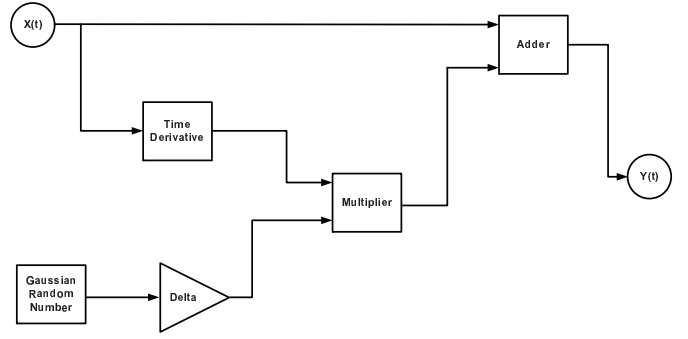 X(t)
Adder
Time
Derivative
Y(t)
Multiplier
Gaussian
Random
Number
Delta